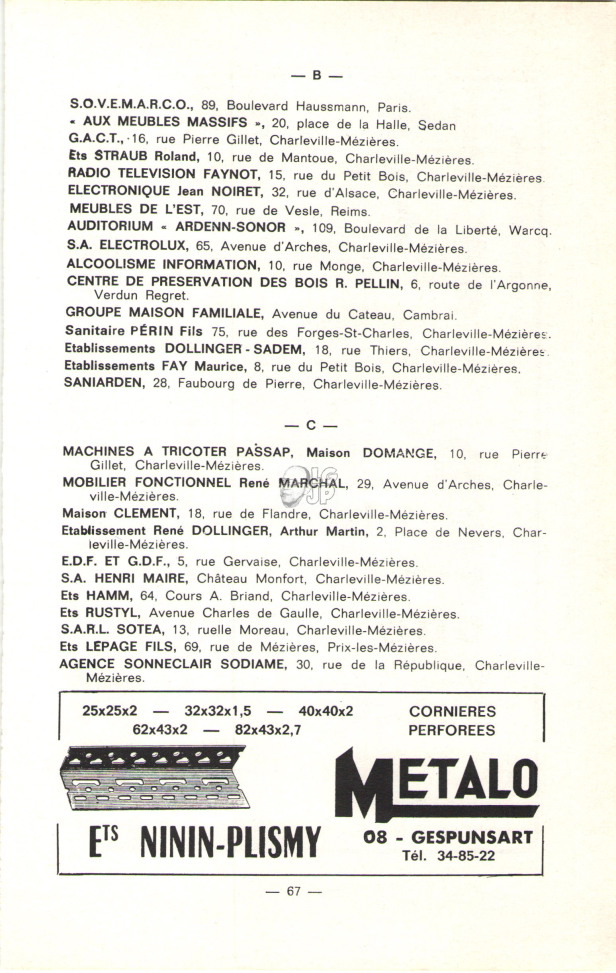 — B —
S.O.V.E.M.A.R.C.O., 89, Boulevard Haussmann, Paris.
« AUX MEUBLES MASSIFS », 20, place de la Halle, Sedan
G.A.C.T., 16, rue Pierre Gillet, Charleville-Mézières.
Ets STRAUB Roland, 10, rue de Mantoue, Charleville-Mézières.
RADIO TELEVISION FAYNOT, 15, rue du Petit Bois, Charleville-Mézières.
ELECTRONIQUE Jean NOIRET, 32, rue d'Alsace, Charleville-Mézières.
MEUBLES DE L'EST, 70, rue de Vesle, Reims.
AUDITORIUM « ARDENN-SONOR », 109, Boulevard de la Liberté, Warcq.
S.A. ELECTROLUX, 65, Avenue d'Arches, Charleville-Mézières.
ALCOOLISME INFORMATION, 10, rue Monge, Charleville-Mézières.
CENTRE DE PRESERVATION DES BOIS R. PELLIN, 6, route de l'Argonne,
Verdun Regret.
GROUPE MAISON FAMILIALE, Avenue du Cateau, Cambrai.
Sanitaire PÉRIN Fils 75, rue des Forges-St-Charles, Charleville-Mézières.
Etablissements DOLLINGER - SADEM, 18, rue Thiers, Charleville-Mézières.
Etablissements FAY Maurice, 8, rue du Petit Bois, Charleville-Mézières.
SANIARDEN, 28, Faubourg de Pierre, Charleville-Mézières.
— C —
MACHINES A TRICOTER PASSAP, Maison DOMANGE, 10, rue Pierre
Gillet, Charleville-Mézières.
MOBILIER FONCTIONNEL René MARCHAL, 29, Avenue d'Arches, Charle-
ville-Mézières.
Maison CLEMENT, 18, rue de Flandre, Charleville-Mézières.
Etablissement René DOLLINGER, Arthur Martin, 2, Place de Nevers, Char-
leville-Mézières.
E.D.F. ET G.D.F., 5, rue Gervaise, Charleville-Mézières.
S.A. HENRI MAIRE, Château Monfort, Charleville-Mézières.
Ets HAMM, 64, Cours A. Briand, Charleville-Mézières.
Ets RUSTYL, Avenue Charles de Gaulle, Charleville-Mézières.
S.A.R.L. SOTEA, 13, ruelle Moreau, Charleville-Mézières.
Ets LEPAGE FILS, 69, rue de Mézières, Prix-les-Mézières.
AGENCE SONNECLAIR SODIAME, 30, rue de la République, Charleville-
Mézières.
25x25x2 — 32x32x1,5 — 40x40x2
62x43x2 — 82x43x2,7
CORNIERES
PERFOREES
METALO
ETS NININ-PLISMY
08 - GESPUNSART
Tél. 34-85-22
— 67 —